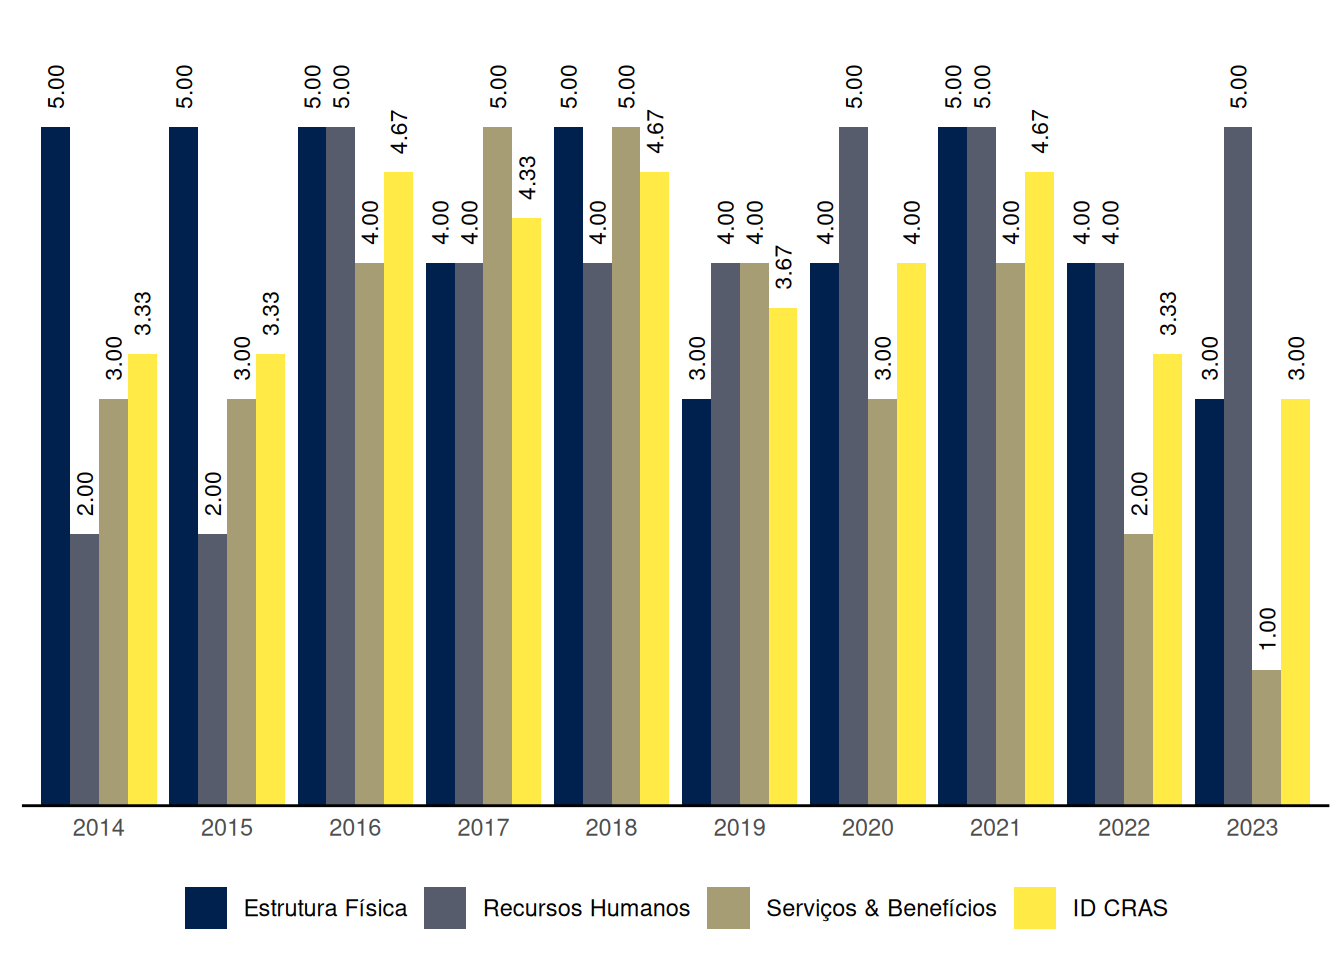 5.00 2.00 3.00 3.33 5.00 2.00 3.00 3.33 5.00 5.00 4.00 4.67 4.00 4.00 5.00 4.33 5.00 4.00 5.00 4.67 3.00 4.00 4.00 3.67 4.00 5.00 3.00 4.00 5.00 5.00 4.00 4.67 4.00 4.00 2.00 3.33 3.00 5.00 1.00 3.00
2014 2015 2016 2017 2018 2019 2020 2021 2022 2023
Estrutura Física Recursos Humanos Serviços & Benefícios ID CRAS